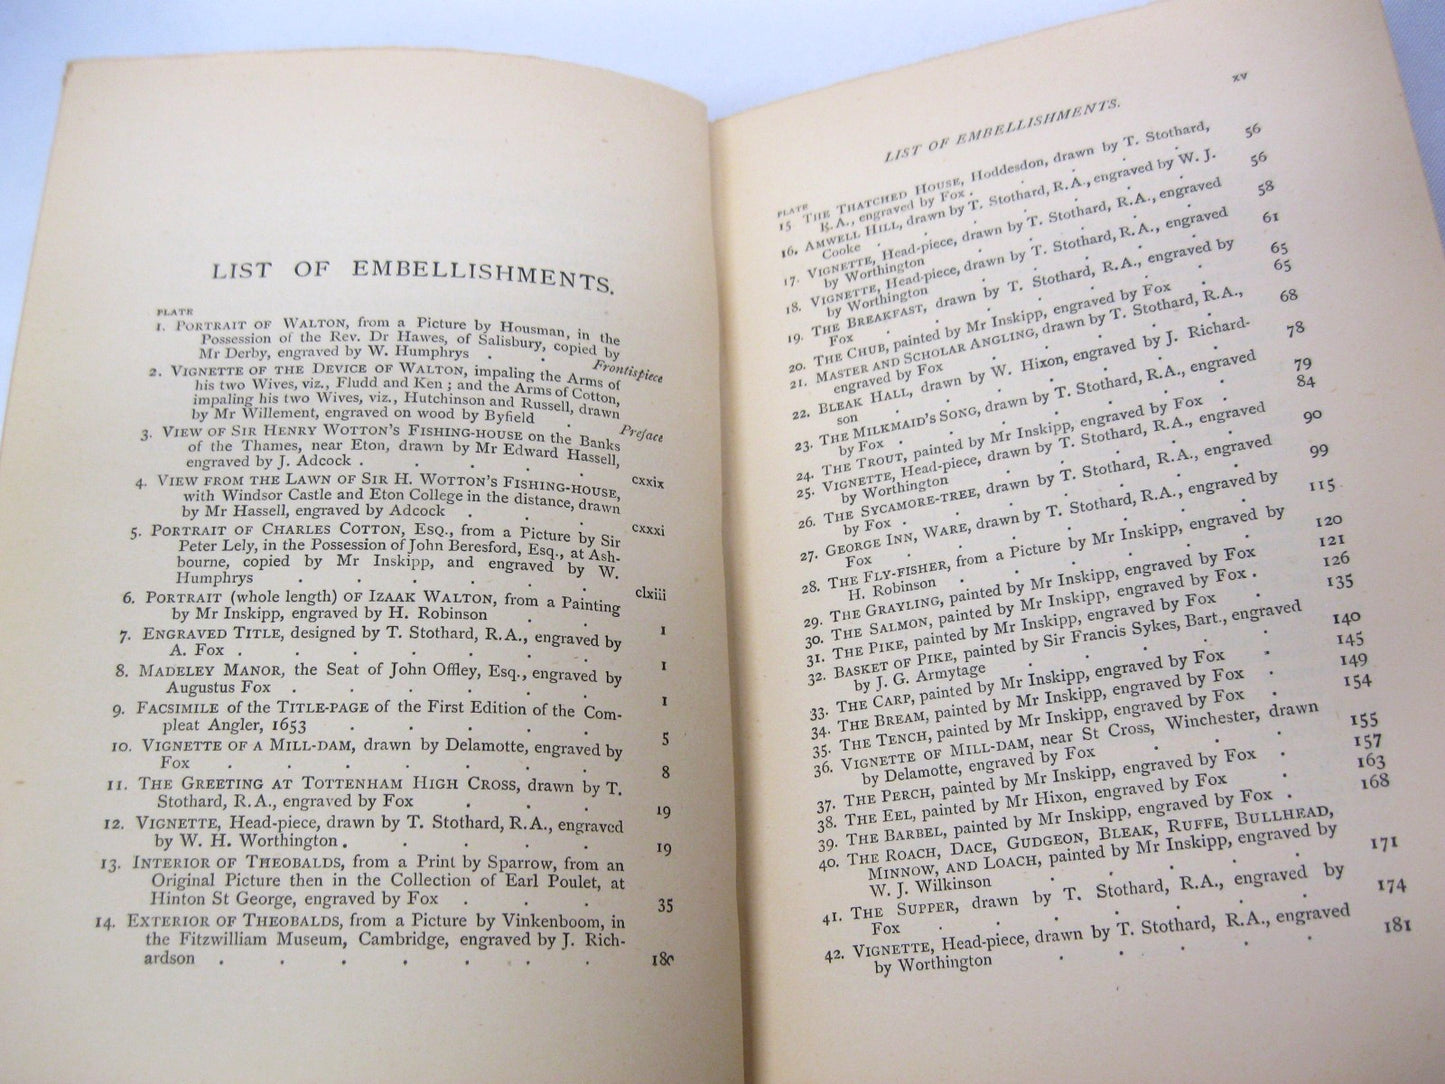 LIST OF EMBELLISHMENTS.
PLATE
1. PORTRAIT OF WALTON, from a Picture by Housman, in the
Possession of the Rev. Dr Hawes, of Salisbury, copied by
Mr Derby, engraved by W. Humphrys . Frontispiece
2. VIGNETTE OF THE DEVICE OF WALTON, impaling the Arms of
his two Wives, viz., Fludd and Ken; and the Arms of Cotton,
impaling his two Wives, viz., Hutchinson and Russell, drawn
by Mr Willement, engraved on wood by Byfield . Preface
3. VIEW OF SIR HENRY WOTTON'S FISHING-HOUSE on the Banks
of the Thames, near Eton, drawn by Mr Edward Hassell,
engraved by J. Adcock . . . . . cxxix
4. VIEW FROM THE LAWN OF SIR H. WOTTON'S FISHING-HOUSE,
with Windsor Castle and Eton College in the distance, drawn
by Mr Hassell, engraved by Adcock . . . cxxxi
5. PORTRAIT OF CHARLES COTTON, ESQ., from a Picture by Sir
Peter Lely, in the Possession of John Beresford, Esq., at Ash-
bourne, copied by Mr Inskipp, and engraved by W.
Humphrys . . . . . . clxiii
6. PORTRAIT (whole length) OF IZAAK WALTON, from a Painting
by Mr Inskipp, engraved by H. Robinson . . 1
7. ENGRAVED TITLE, designed by T. Stothard, R.A., engraved by
A. Fox . . . . . . . 1
8. MADELEY MANOR, the Seat of John Offley, Esq., engraved by
Augustus Fox . . . . . . 1
9. FACSIMILE of the TITLE-PAGE of the First Edition of the Com-
pleat Angler, 1653 . . . . . 5
10. VIGNETTE OF A MILL-DAM, drawn by Delamotte, engraved by
Fox . . . . . . . 8
11. THE GREETING AT TOTTENHAM HIGH CROSS, drawn by T.
Stothard, R.A., engraved by Fox . . . 19
12. VIGNETTE, Head-piece, drawn by T. Stothard, R.A., engraved
by W. H. Worthington . . . . . 19
13. INTERIOR OF THEOBALDS, from a Print by Sparrow, from an
Original Picture then in the Collection of Earl Poulet, at
Hinton St George, engraved by Fox . . . 35
14. EXTERIOR OF THEOBALDS, from a Picture by Vinkenboom, in
the Fitzwilliam Museum, Cambridge, engraved by J. Rich-
ardson . . . . . . .
LIST OF EMBELLISHMENTS. xv
PLATE
15 THE THATCHED HOUSE, Hoddesdon, drawn by T. Stothard,
R.A., engraved by Fox . . . . . 56
16. AMWELL HILL, drawn by T. Stothard, R.A., engraved by W. J.
Cooke . . . . . . . 56
17. VIGNETTE, Head-piece, drawn by T. Stothard, R.A., engraved
by Worthington . . . . . 58
18. VIGNETTE, Head-piece, drawn by T. Stothard, R.A., engraved
by Worthington . . . . . 61
19. THE BREAKFAST, drawn by T. Stothard, R.A., engraved by
Fox . . . . . . . 65
20. THE CHUB, painted by Mr Inskipp, engraved by Fox . 65
21. MASTER AND SCHOLAR ANGLING, drawn by T. Stothard, R.A.,
engraved by Fox . . . . . 68
22. BLEAK HALL, drawn by W. Hixon, engraved by J. Richard-
son . . . . . . . 78
23. THE MILKMAID'S SONG, drawn by T. Stothard, R.A., engraved
by Fox . . . . . . 79
24. THE TROUT, painted by Mr Inskipp, engraved by Fox . 84
25. VIGNETTE, Head-piece, drawn by T. Stothard, R.A., engraved
by Worthington . . . . . 90
26. THE SYCAMORE-TREE, drawn by T. Stothard, R.A., engraved
by Fox . . . . . . 99
27. GEORGE INN, WARE, drawn by T. Stothard, R.A., engraved by
Fox . . . . . . . 115
28. THE FLY-FISHER, from a Picture by Mr Inskipp, engraved by
H. Robinson . . . . . . 120
29. THE GRAYLING, painted by Mr Inskipp, engraved by Fox 121
30. THE SALMON, painted by Mr Inskipp, engraved by Fox . 126
31. THE PIKE, painted by Mr Inskipp, engraved by Fox . 135
32. BASKET OF PIKE, painted by Sir Francis Sykes, Bart., engraved
by J. G. Armytage . . . . . 140
33. THE CARP, painted by Mr Inskipp, engraved by Fox . 145
34. THE BREAM, painted by Mr Inskipp, engraved by Fox . 149
35. THE TENCH, painted by Mr Inskipp, engraved by Fox . 154
36. VIGNETTE OF MILL-DAM, near St Cross, Winchester, drawn
by Delamotte, engraved by Fox . . . 155
37. THE PERCH, painted by Mr Inskipp, engraved by Fox . 157
38. THE EEL, painted by Mr Hixon, engraved by Fox . 163
39. THE BARBEL, painted by Mr Inskipp, engraved by Fox . 168
40. THE ROACH, DACE, GUDGEON, BLEAK, RUFFE, BULLHEAD,
MINNOW, AND LOACH, painted by Mr Inskipp, engraved by
W. J. Wilkinson . . . . . 171
41. THE SUPPER, drawn by T. Stothard, R.A., engraved by
Fox . . . . . . . 174
42. VIGNETTE, Head-piece, drawn by T. Stothard, R.A., engraved
by Worthington . . . . . 181